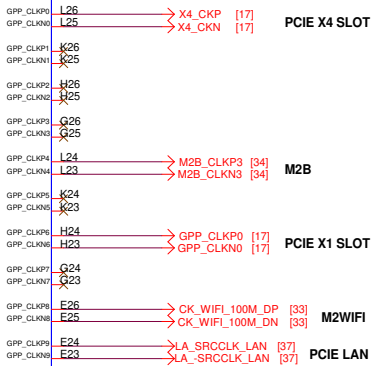 GPP_CLKP0 L26 X4_CKP [17]
GPP_CLKN0 L25 X4_CKN [17] PCIE X4 SLOT
GPP_CLKP1 K26
GPP_CLKN1 K25
GPP_CLKP2 H26
GPP_CLKN2 H25
GPP_CLKP3 G26
GPP_CLKN3 G25
GPP_CLKP4 L24 M2B_CLKP3 [34]
GPP_CLKN4 L23 M2B_CLKN3 [34] M2B
GPP_CLKP5 K24
GPP_CLKN5 K23
GPP_CLKP6 H24 GPP_CLKP0 [17]
GPP_CLKN6 H23 GPP_CLKN0 [17] PCIE X1 SLOT
GPP_CLKP7 G24
GPP_CLKN7 G23
GPP_CLKP8 E26 CK_WIFI_100M_DP [33]
GPP_CLKN8 E25 CK_WIFI_100M_DN [33] M2WIFI
GPP_CLKP9 E24 LA_SRCCLK_LAN [37]
GPP_CLKN9 E23 LA_-SRCCLK_LAN [37] PCIE LAN